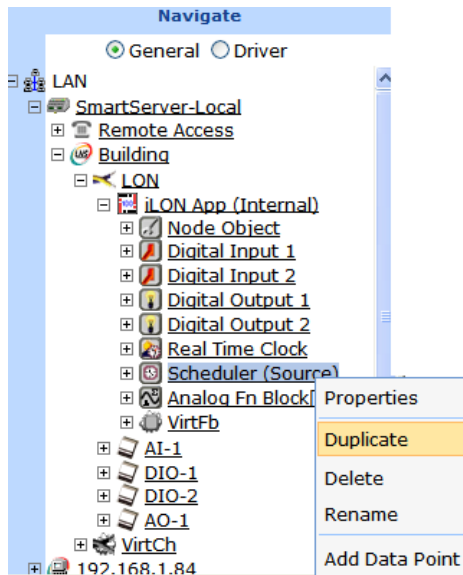 Navigate
General Driver
LAN
SmartServer-Local
Remote Access
Building
LON
iLON App (Internal)
Node Object
Digital Input 1
Digital Input 2
Digital Output 1
Digital Output 2
Real Time Clock
Scheduler (Source)
Analog Fn Block[
VirtFb
AI-1
DIO-1
DIO-2
AO-1
VirtCh
192.168.1.84
Properties
Duplicate
Delete
Rename
Add Data Point